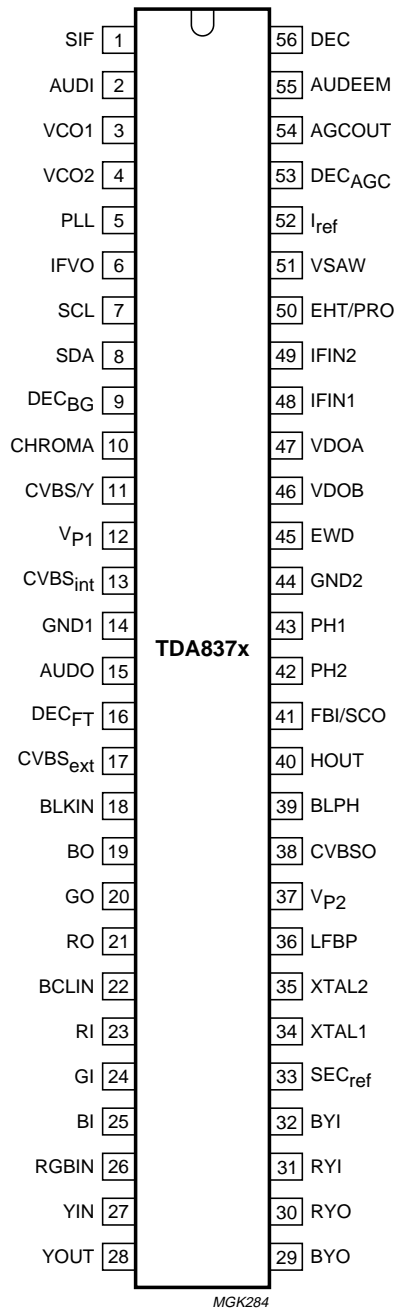 SIF 1 56 DEC
AUDI 2 55 AUDEEM
VCO1 3 54 AGCOUT
VCO2 4 53 DECAGC
PLL 5 52 Iref
IFVO 6 51 VSAW
SCL 7 50 EHT/PRO
SDA 8 49 IFIN2
DECBG 9 48 IFIN1
CHROMA 10 47 VDOA
CVBS/Y 11 46 VDOB
VP1 12 45 EWD
CVBSint 13 44 GND2
GND1 14 43 PH1
TDA837x
AUDO 15 42 PH2
DECFT 16 41 FBI/SCO
CVBSext 17 40 HOUT
BLKIN 18 39 BLPH
BO 19 38 CVBSO
GO 20 37 VP2
RO 21 36 LFBP
BCLIN 22 35 XTAL2
RI 23 34 XTAL1
GI 24 33 SECref
BI 25 32 BYI
RGBIN 26 31 RYI
YIN 27 30 RYO
YOUT 28 29 BYO
MGK284